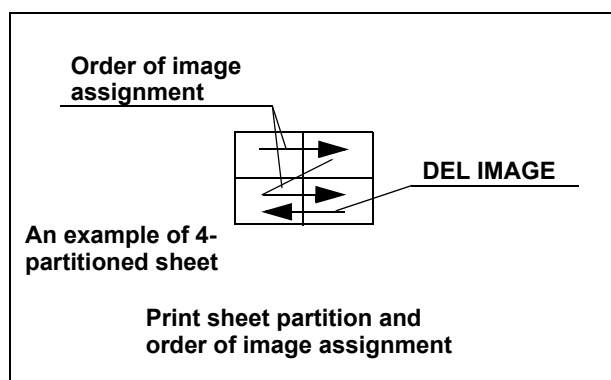 Order of image
assignment
DEL IMAGE
An example of 4-
partitioned sheet
Print sheet partition and
order of image assignment